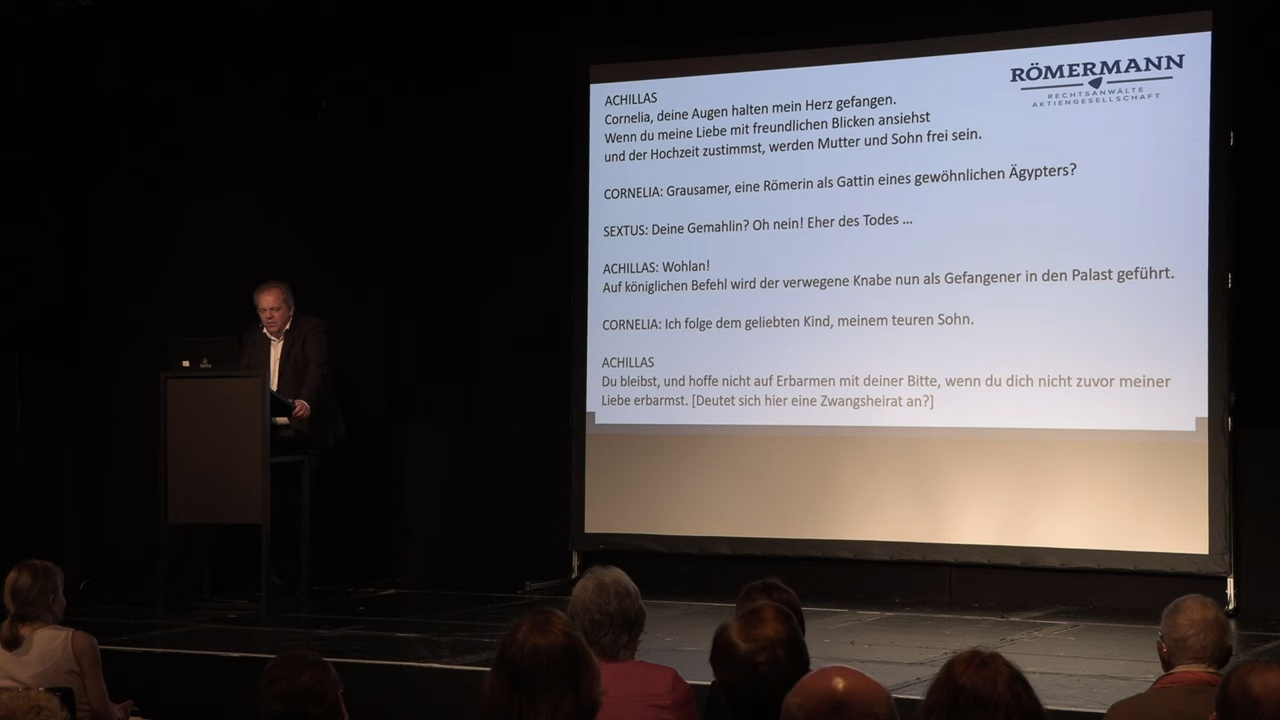 RÖMERMANN
RECHTSANWÄLTE
AKTIENGESELLSCHAFT
ACHILLAS
Cornelia, deine Augen halten mein Herz gefangen.
Wenn du meine Liebe mit freundlichen Blicken ansiehst
und der Hochzeit zustimmst, werden Mutter und Sohn frei sein.
CORNELIA: Grausamer, eine Römerin als Gattin eines gewöhnlichen Ägypters?
SEXTUS: Deine Gemahlin? Oh nein! Eher des Todes ...
ACHILLAS: Wohlan!
Auf königlichen Befehl wird der verwegene Knabe nun als Gefangener in den Palast geführt.
CORNELIA: Ich folge dem geliebten Kind, meinem teuren Sohn.
ACHILLAS
Du bleibst, und hoffe nicht auf Erbarmen mit deiner Bitte, wenn du dich nicht zuvor meiner
Liebe erbarmst. [Deutet sich hier eine Zwangsheirat an?]